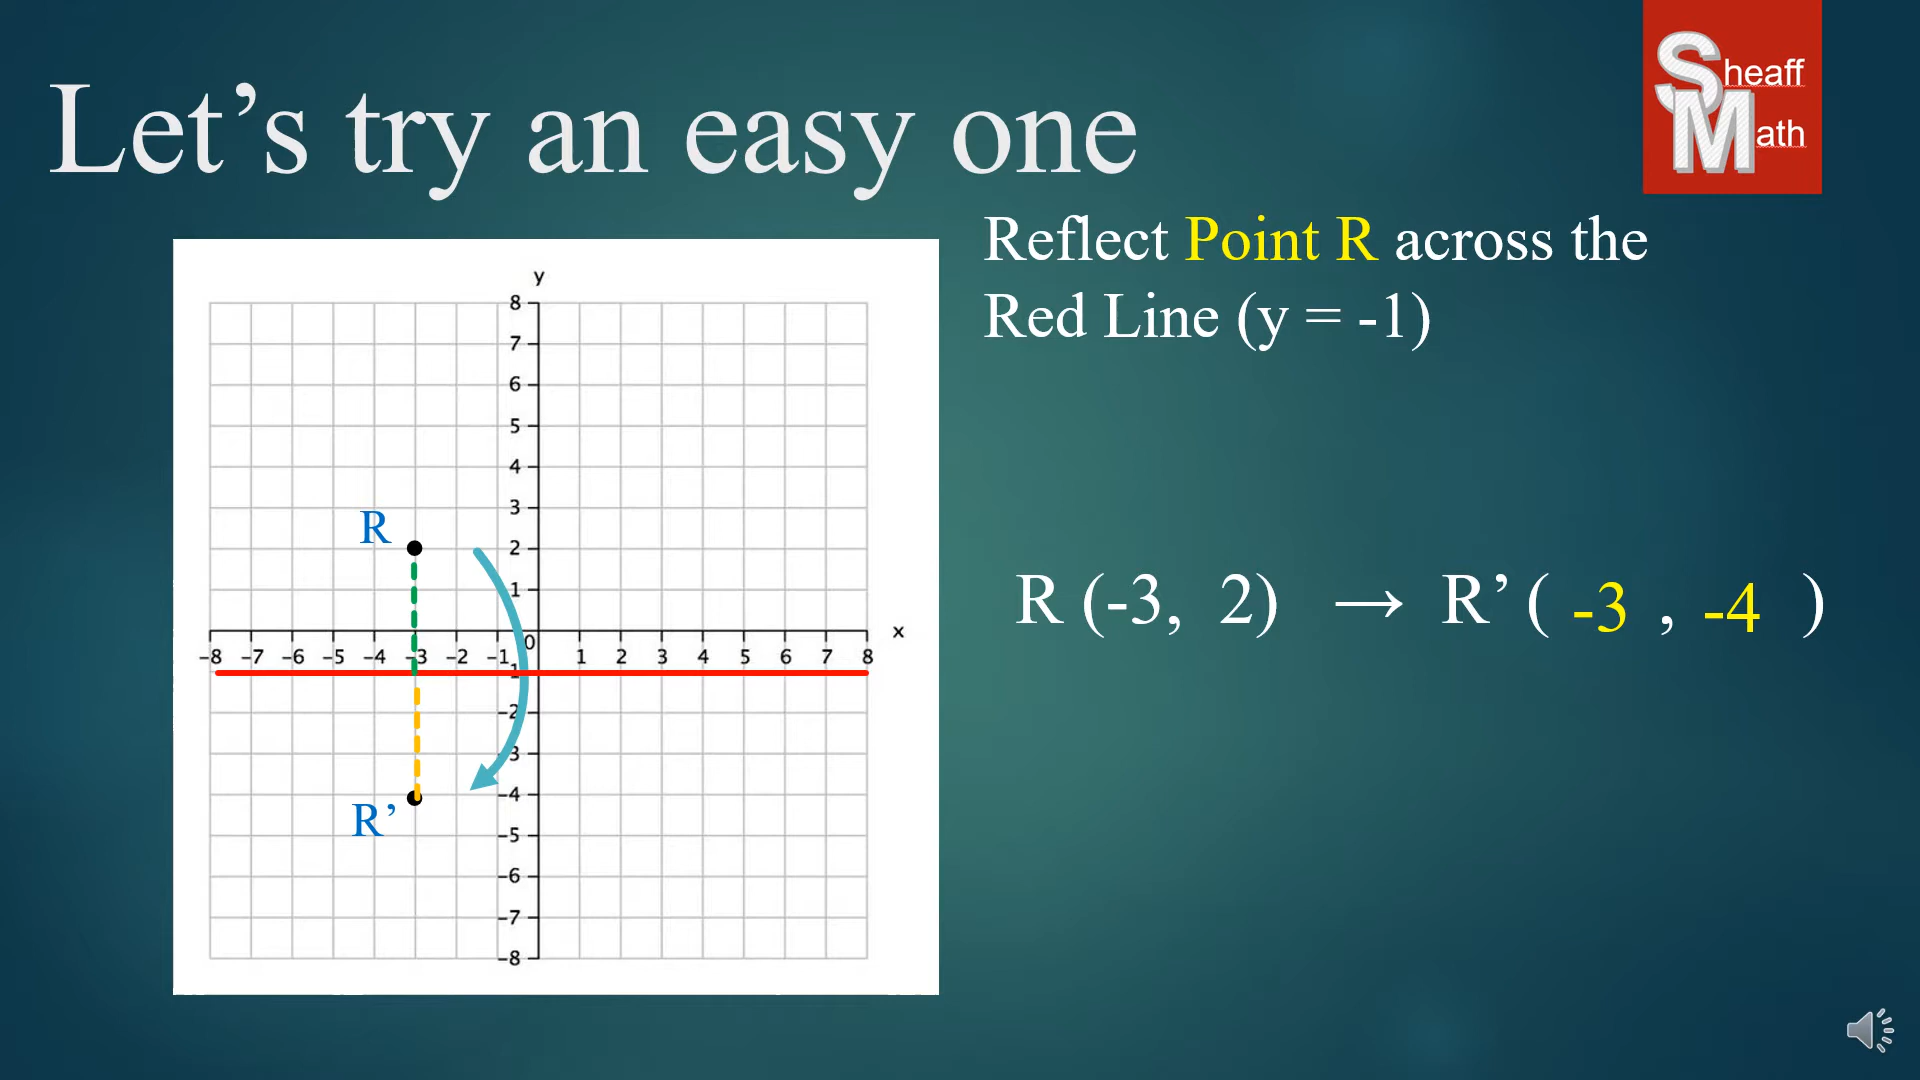 Let’s try an easy one
Sheaff
Math
Reflect Point R across the
Red Line (y = -1)
y
8
7
6
5
4
3
R
2
1
x
0
-8 -7 -6 -5 -4 -3 -2 -1 1 2 3 4 5 6 7 8
-2
-3
-4
R’
-5
-6
-7
-8
R (-3, 2) → R’ ( -3 , -4 )